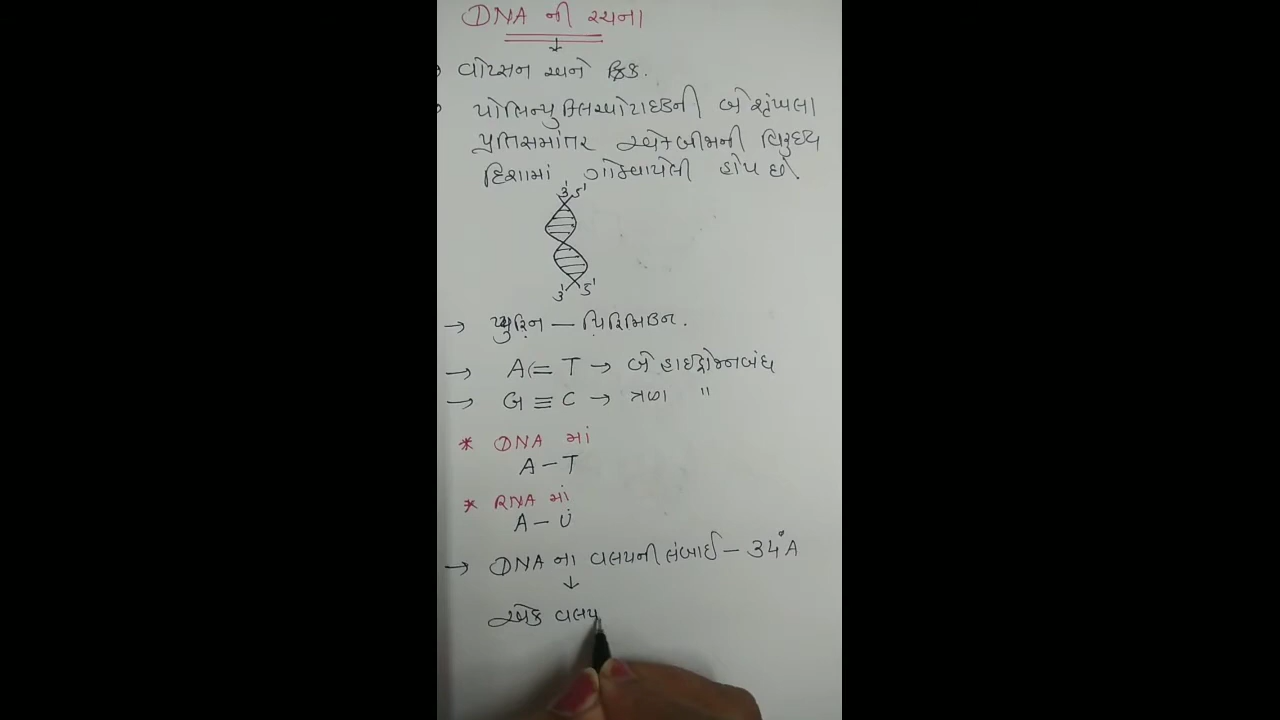 DNA ની રચના
વોટ્સન અને ક્રિક.
પોલિન્યુક્લિઓટાઇડની બે શૃંખલા
પ્રતિસમાંતર એકબીજાની વિરુદ્ધ
દિશામાં ગોઠવાયેલી હોય છે.
3' 5'
3' 5'
→ પ્યુરિન — પિરિમિડિન.
→ A = T → બે હાઇડ્રોજનબંધ
→ G ≡ C → ત્રણ "
* DNA માં
A – T
* RNA માં
A – U
→ DNA ના વલયની લંબાઈ – 34°A
↓
એક વલય